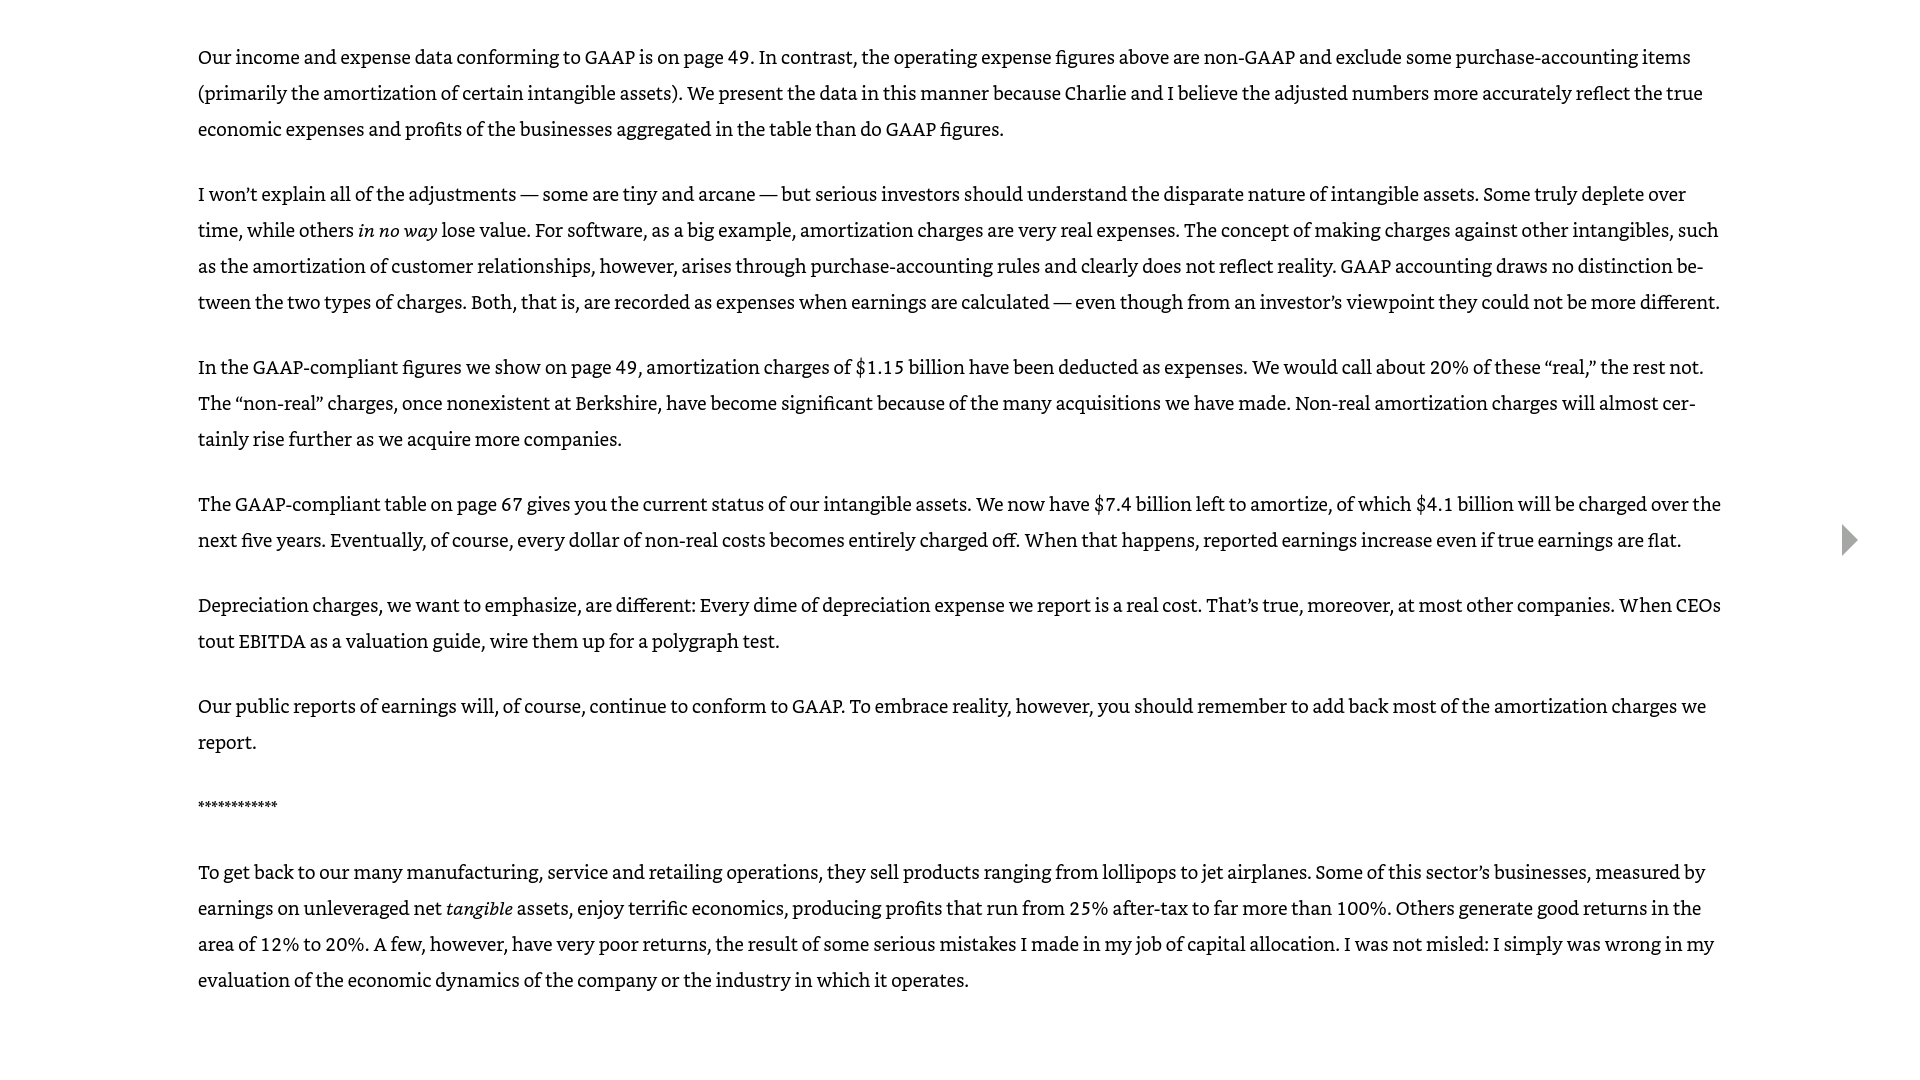 Our income and expense data conforming to GAAP is on page 49. In contrast, the operating expense figures above are non-GAAP and exclude some purchase-accounting items
(primarily the amortization of certain intangible assets). We present the data in this manner because Charlie and I believe the adjusted numbers more accurately reflect the true
economic expenses and profits of the businesses aggregated in the table than do GAAP figures.
I won’t explain all of the adjustments — some are tiny and arcane — but serious investors should understand the disparate nature of intangible assets. Some truly deplete over
time, while others in no way lose value. For software, as a big example, amortization charges are very real expenses. The concept of making charges against other intangibles, such
as the amortization of customer relationships, however, arises through purchase-accounting rules and clearly does not reflect reality. GAAP accounting draws no distinction be-
tween the two types of charges. Both, that is, are recorded as expenses when earnings are calculated — even though from an investor’s viewpoint they could not be more different.
In the GAAP-compliant figures we show on page 49, amortization charges of $1.15 billion have been deducted as expenses. We would call about 20% of these “real,” the rest not.
The “non-real” charges, once nonexistent at Berkshire, have become significant because of the many acquisitions we have made. Non-real amortization charges will almost cer-
tainly rise further as we acquire more companies.
The GAAP-compliant table on page 67 gives you the current status of our intangible assets. We now have $7.4 billion left to amortize, of which $4.1 billion will be charged over the
next five years. Eventually, of course, every dollar of non-real costs becomes entirely charged off. When that happens, reported earnings increase even if true earnings are flat.
Depreciation charges, we want to emphasize, are different: Every dime of depreciation expense we report is a real cost. That’s true, moreover, at most other companies. When CEOs
tout EBITDA as a valuation guide, wire them up for a polygraph test.
Our public reports of earnings will, of course, continue to conform to GAAP. To embrace reality, however, you should remember to add back most of the amortization charges we
report.
************
To get back to our many manufacturing, service and retailing operations, they sell products ranging from lollipops to jet airplanes. Some of this sector’s businesses, measured by
earnings on unleveraged net tangible assets, enjoy terrific economics, producing profits that run from 25% after-tax to far more than 100%. Others generate good returns in the
area of 12% to 20%. A few, however, have very poor returns, the result of some serious mistakes I made in my job of capital allocation. I was not misled: I simply was wrong in my
evaluation of the economic dynamics of the company or the industry in which it operates.